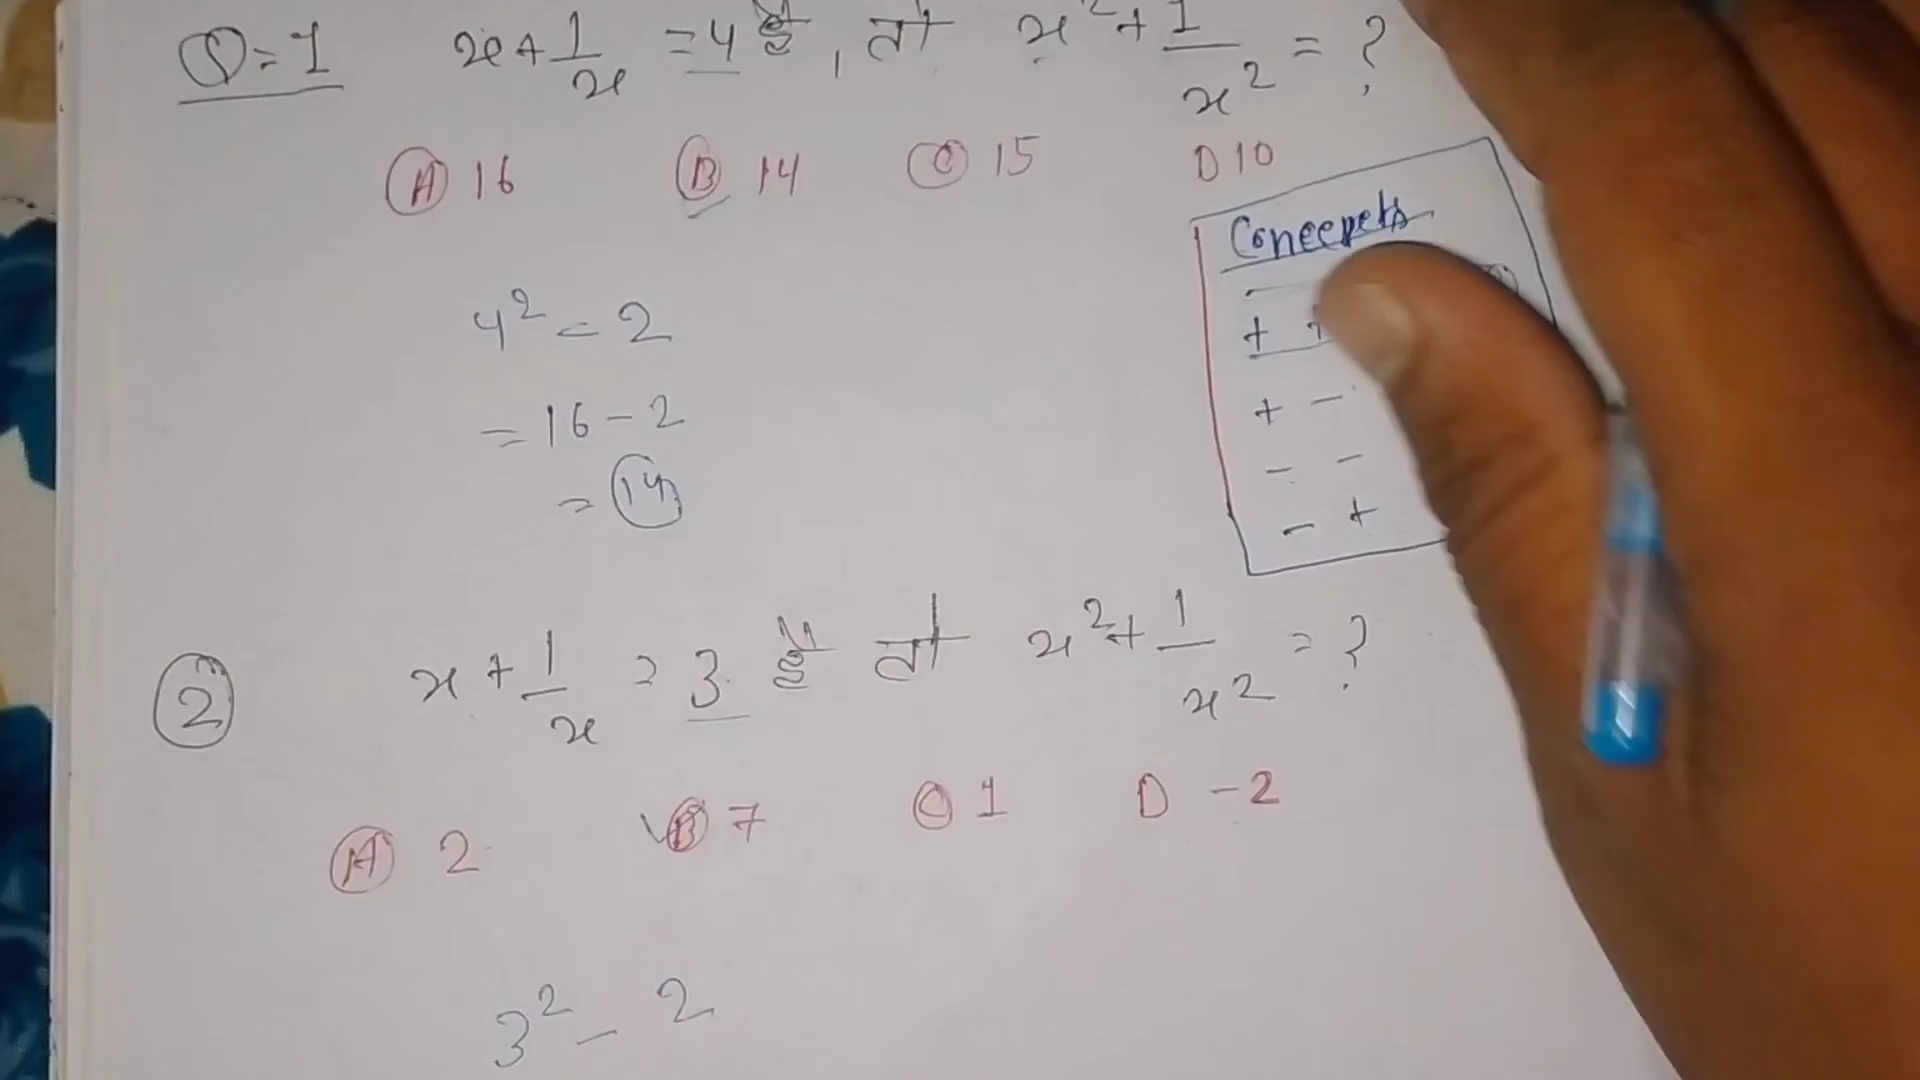 Q=1 x+1/x =4 है, तो x²+1/x² = ?
A 16 B 14 C 15 D 10
Coneepets
+ +
+ -
- -
- +
4² = 2
= 16 - 2
= 14
2 x+1/x = 3 है तो x²+1/x² = ?
A 2 B 7 C 1 D -2
3² - 2